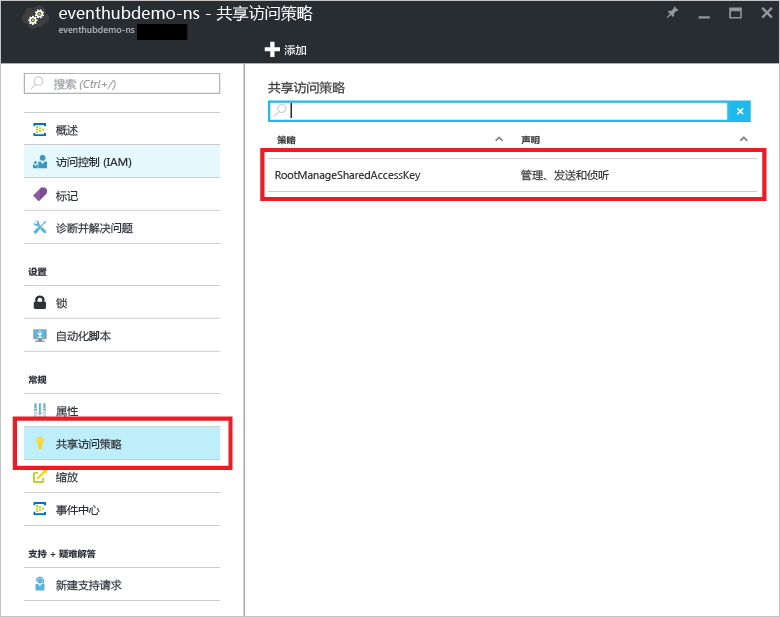 eventhubdemo-ns - 共享访问策略
eventhubdemo-ns
添加
搜索 (Ctrl+/)
概述
访问控制 (IAM)
标记
诊断并解决问题
设置
锁
自动化脚本
常规
属性
共享访问策略
缩放
事件中心
支持 + 疑难解答
新建支持请求
共享访问策略
策略
声明
RootManageSharedAccessKey
管理、发送和侦听